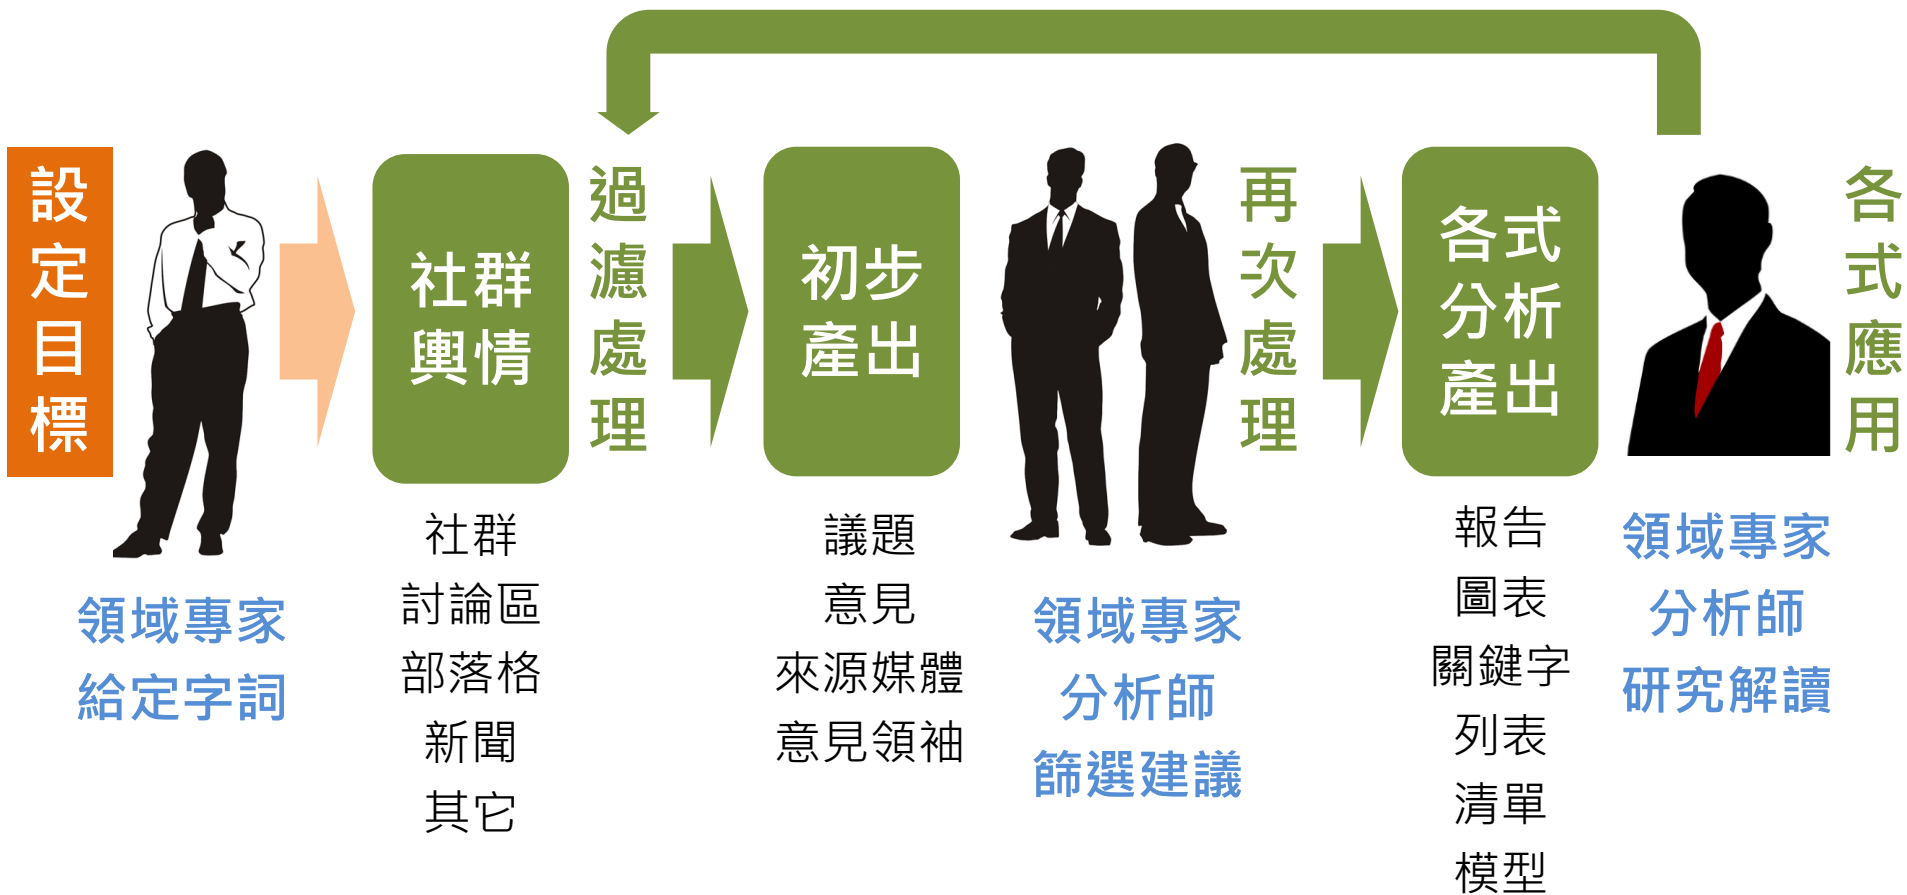 設定目標
領域專家
給定字詞
社群
輿情
社群
討論區
部落格
新聞
其它
過濾處理
初步
產出
議題
意見
來源媒體
意見領袖
領域專家
分析師
篩選建議
再次處理
各式
分析
產出
報告
圖表
關鍵字
列表
清單
模型
領域專家
分析師
研究解讀
各式應用